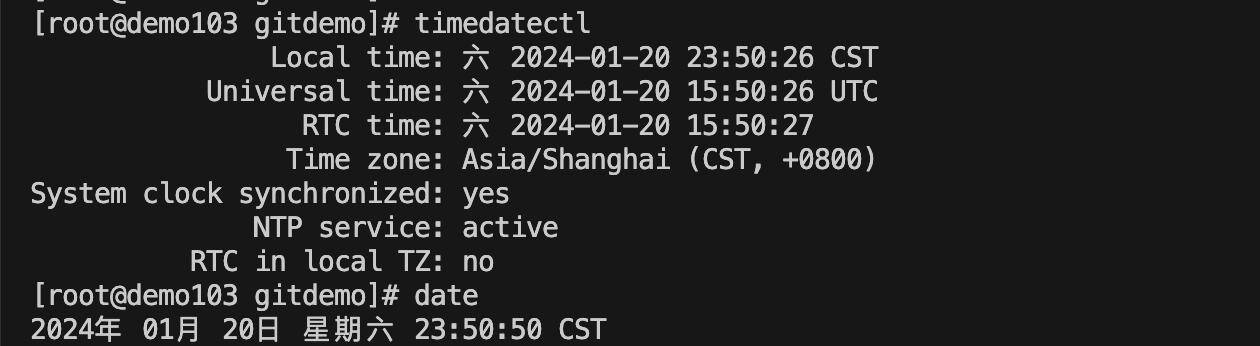 [root@demo103 gitdemo]# timedatectl
Local time: 六 2024-01-20 23:50:26 CST
Universal time: 六 2024-01-20 15:50:26 UTC
RTC time: 六 2024-01-20 15:50:27
Time zone: Asia/Shanghai (CST, +0800)
System clock synchronized: yes
NTP service: active
RTC in local TZ: no
[root@demo103 gitdemo]# date
2024年 01月 20日 星期六 23:50:50 CST